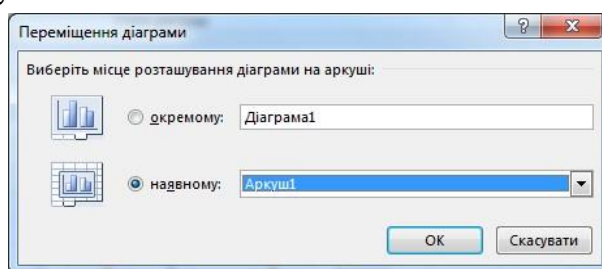 Переміщення діаграми
Виберіть місце розташування діаграми на аркуші:
окремому: Діаграма1
наявному: Аркуш1
OK Скасувати